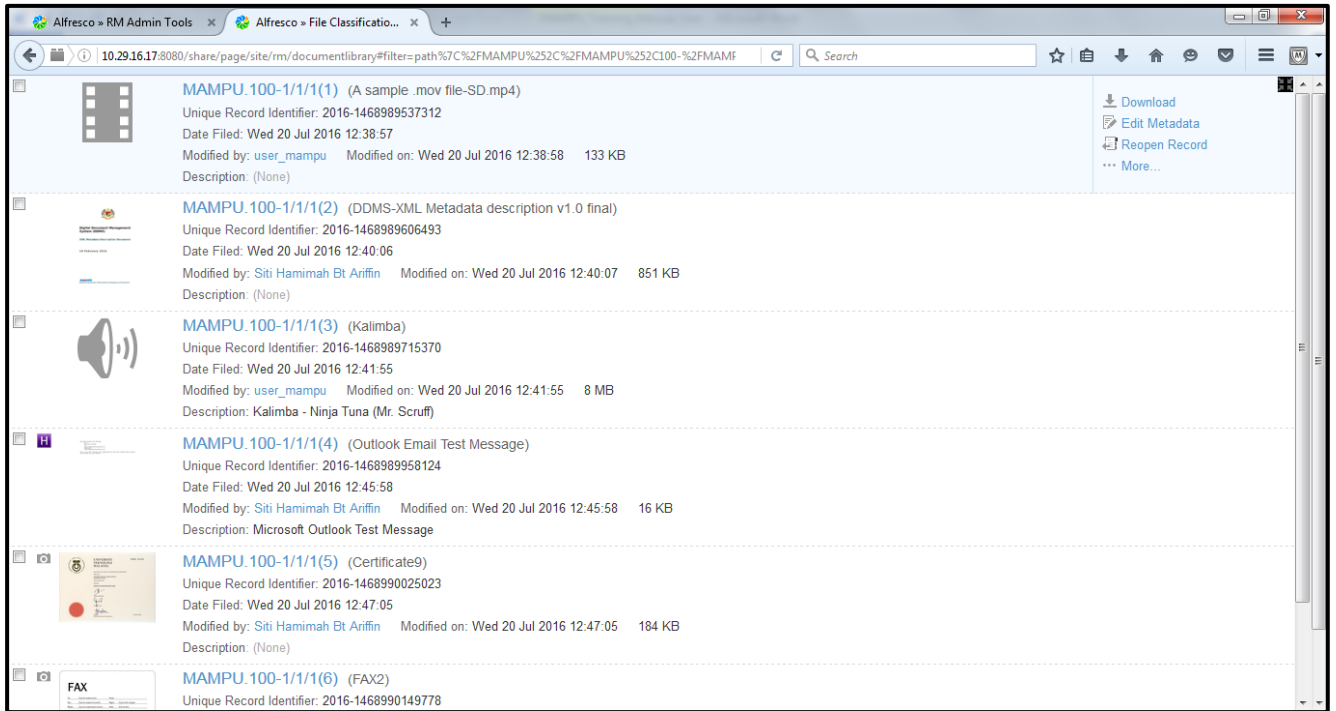 Alfresco » RM Admin Tools
Alfresco » File Classificatio...
10.29.16.17:8080/share/page/site/rm/documentlibrary#filter=path%7C%2FMAMPU%252C%2FMAMPU%252C100-%2FMAMF
Search
MAMPU.100-1/1/1(1) (A sample .mov file-SD.mp4)
Unique Record Identifier: 2016-1468989537312
Date Filed: Wed 20 Jul 2016 12:38:57
Modified by: user_mampu Modified on: Wed 20 Jul 2016 12:38:58 133 KB
Description: (None)
Download
Edit Metadata
Reopen Record
More...
MAMPU.100-1/1/1(2) (DDMS-XML Metadata description v1.0 final)
Unique Record Identifier: 2016-1468989606493
Date Filed: Wed 20 Jul 2016 12:40:06
Modified by: Siti Hamimah Bt Ariffin Modified on: Wed 20 Jul 2016 12:40:07 851 KB
Description: (None)
MAMPU.100-1/1/1(3) (Kalimba)
Unique Record Identifier: 2016-1468989715370
Date Filed: Wed 20 Jul 2016 12:41:55
Modified by: user_mampu Modified on: Wed 20 Jul 2016 12:41:55 8 MB
Description: Kalimba - Ninja Tuna (Mr. Scruff)
H
MAMPU.100-1/1/1(4) (Outlook Email Test Message)
Unique Record Identifier: 2016-1468989958124
Date Filed: Wed 20 Jul 2016 12:45:58
Modified by: Siti Hamimah Bt Ariffin Modified on: Wed 20 Jul 2016 12:45:58 16 KB
Description: Microsoft Outlook Test Message
MAMPU.100-1/1/1(5) (Certificate9)
Unique Record Identifier: 2016-1468990025023
Date Filed: Wed 20 Jul 2016 12:47:05
Modified by: Siti Hamimah Bt Ariffin Modified on: Wed 20 Jul 2016 12:47:05 184 KB
Description: (None)
FAX
MAMPU.100-1/1/1(6) (FAX2)
Unique Record Identifier: 2016-1468990149778